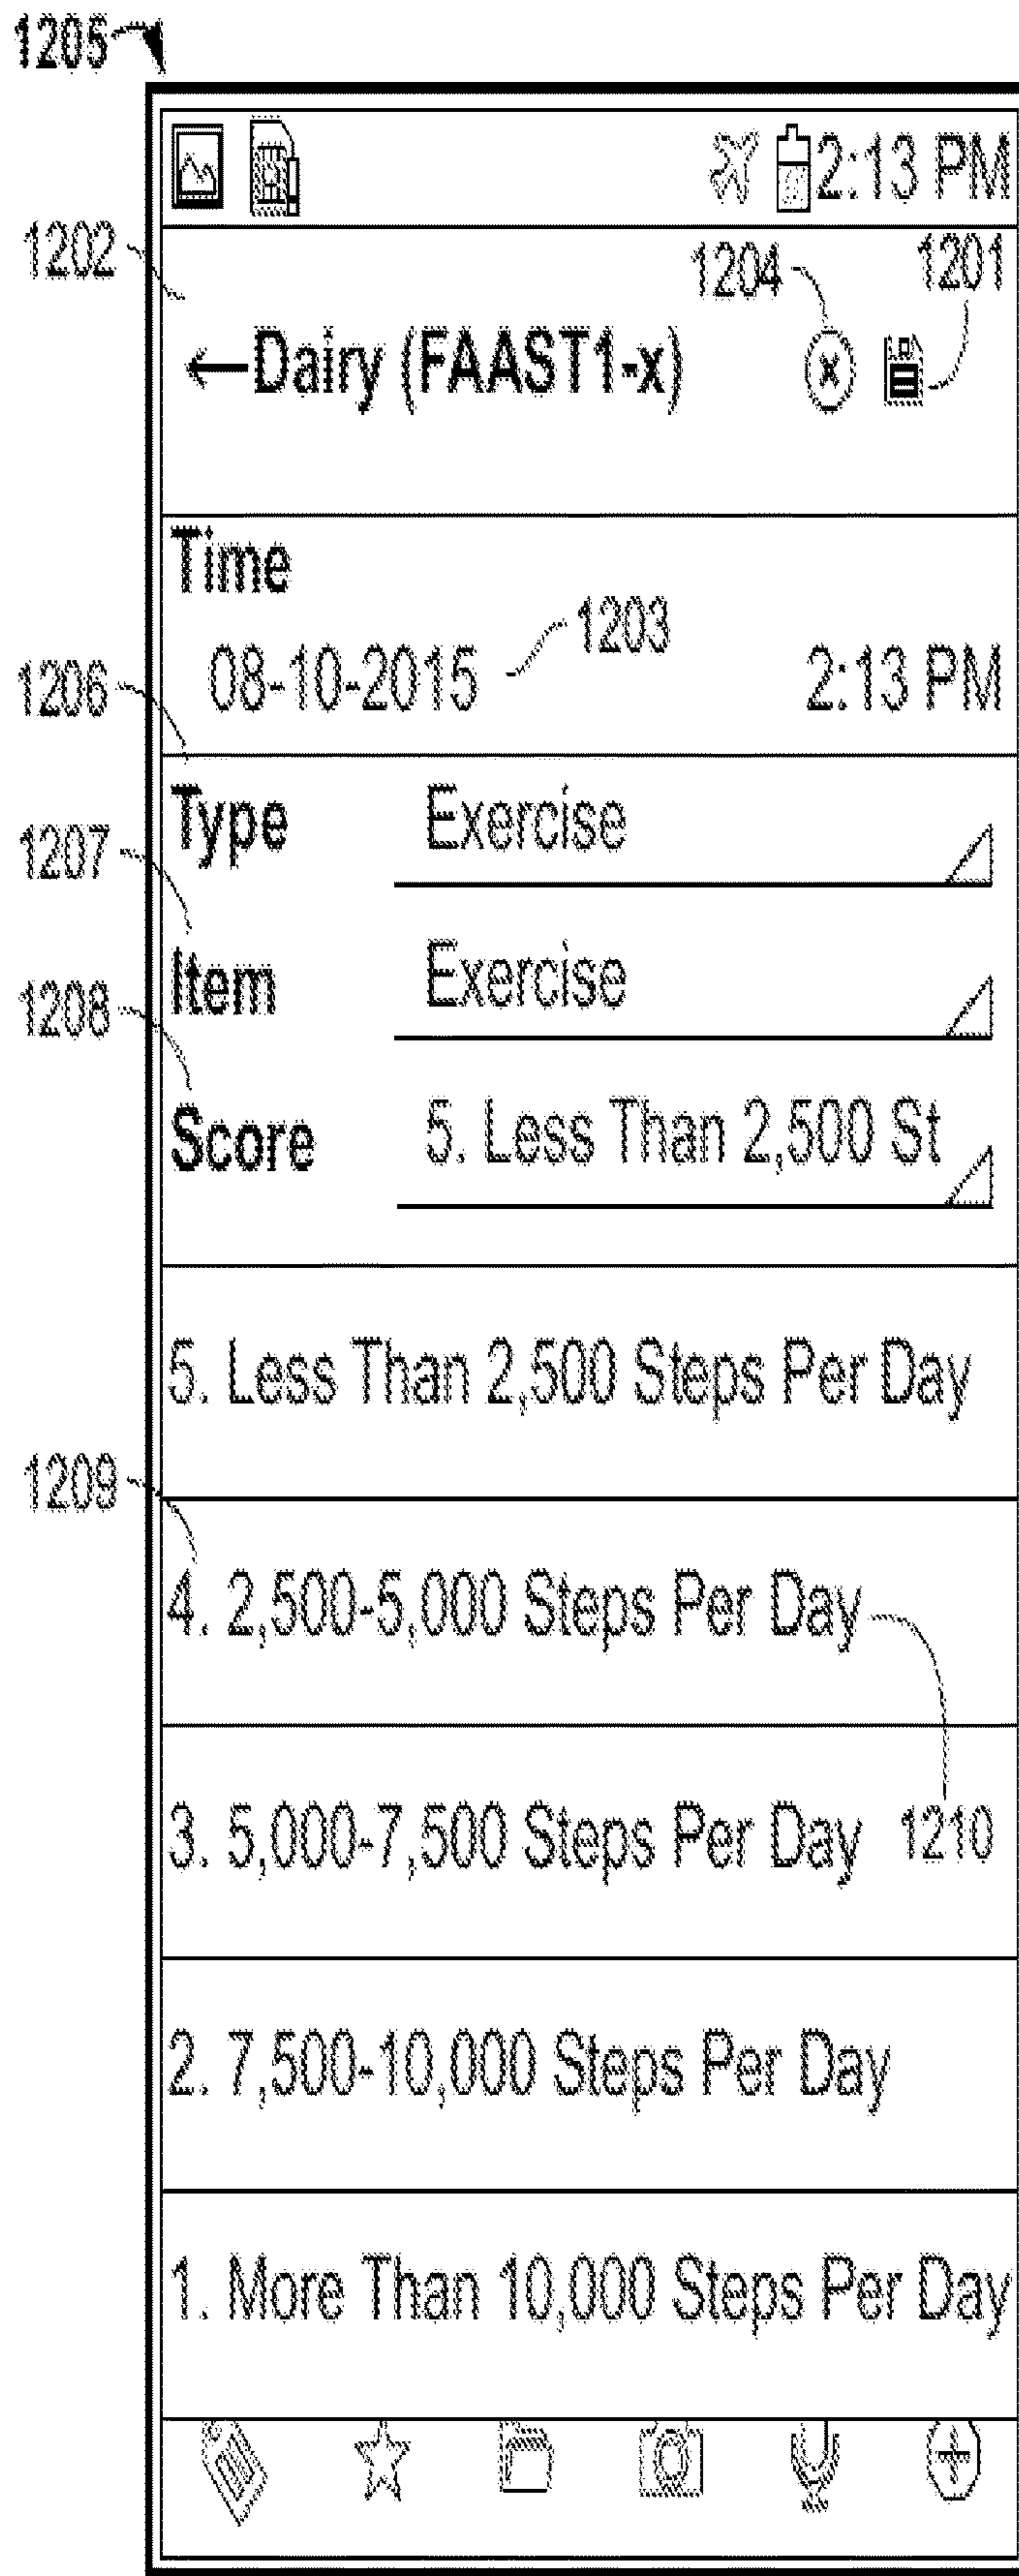 1205
2:13 PM
1202
1204
1201
←Dairy (FAAST1-x)
x
Time
1203
1206
08-10-2015
2:13 PM
Type
Exercise
1207
Item
Exercise
1208
Score
5. Less Than 2,500 St
5. Less Than 2,500 Steps Per Day
1209
4. 2,500-5,000 Steps Per Day
3. 5,000-7,500 Steps Per Day
1210
2. 7,500-10,000 Steps Per Day
1. More Than 10,000 Steps Per Day